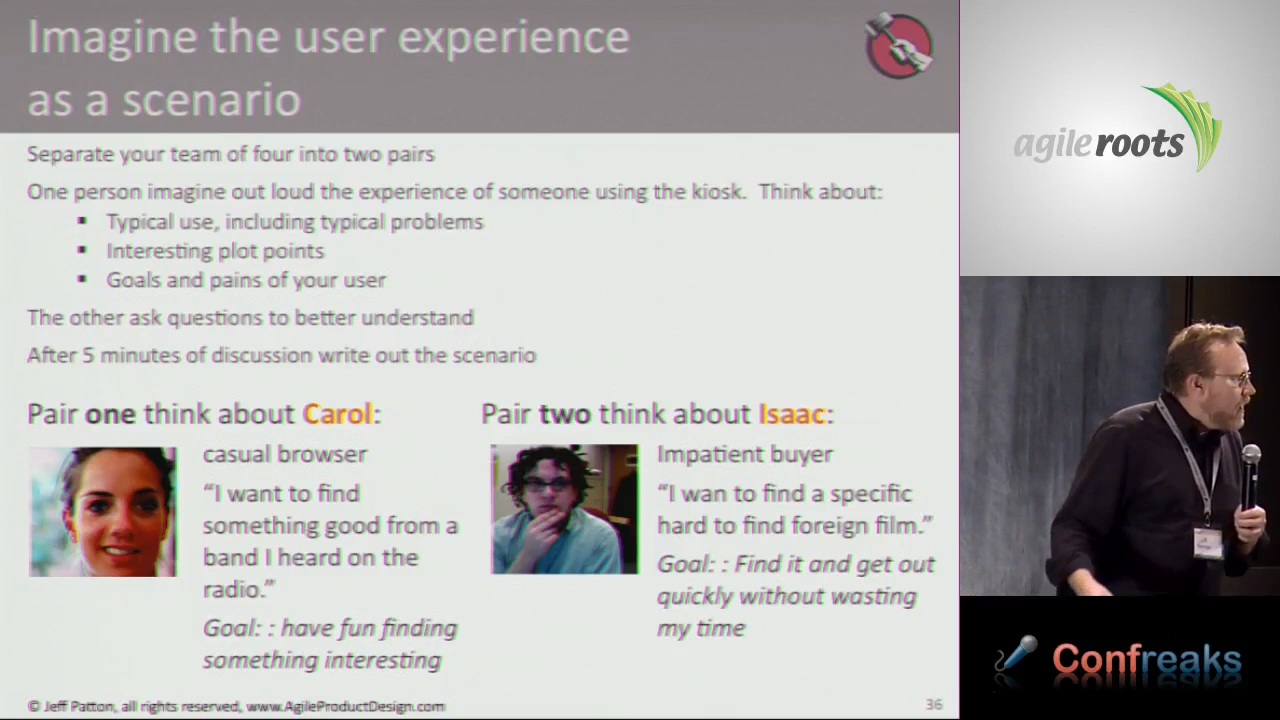 Imagine the user experience
as a scenario
Separate your team of four into two pairs
One person imagine out loud the experience of someone using the kiosk. Think about:
▪ Typical use, including typical problems
▪ Interesting plot points
▪ Goals and pains of your user
The other ask questions to better understand
After 5 minutes of discussion write out the scenario
Pair one think about Carol:
casual browser
“I want to find
something good from a
band I heard on the
radio.”
Goal: : have fun finding
something interesting
Pair two think about Isaac:
Impatient buyer
“I wan to find a specific
hard to find foreign film.”
Goal: : Find it and get out
quickly without wasting
my time
© Jeff Patton, all rights reserved, www.AgileProductDesign.com
36
agile roots
Confreaks